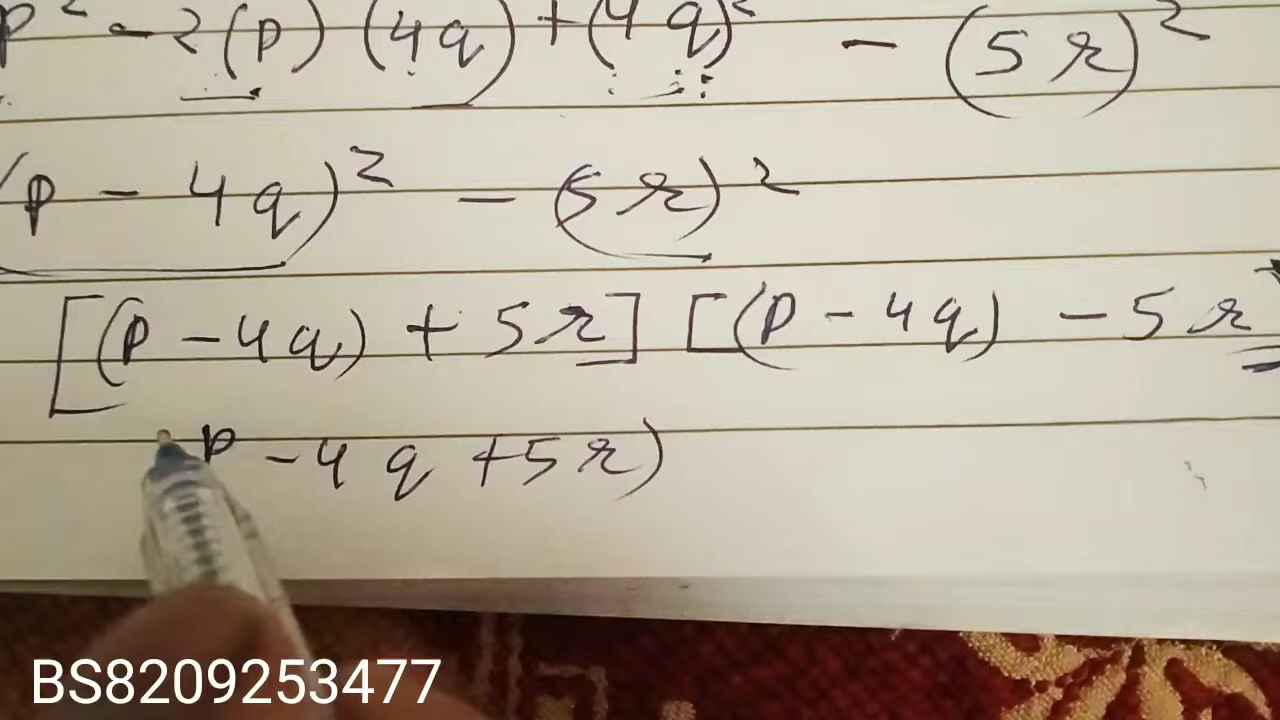 p² - 2(p)(4q) + (4q)² - (5r)²
(p - 4q)² - (5r)²
[(p - 4q) + 5r] [(p - 4q) - 5r
p - 4q + 5r)
BS8209253477